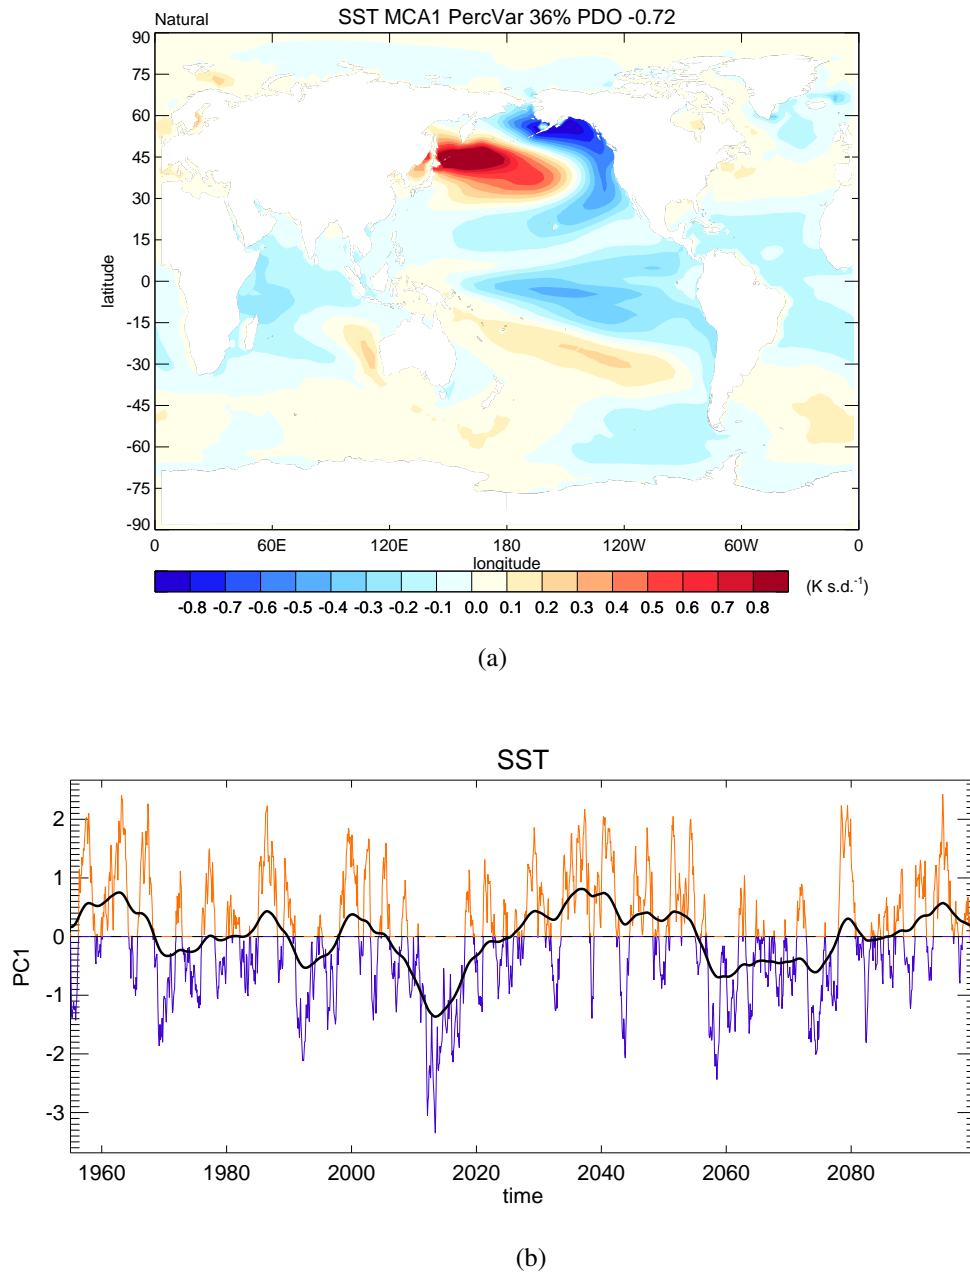 Natural
SST MCA1 PercVar 36% PDO -0.72
90
75
60
45
30
15
0
-15
-30
-45
-60
-75
-90
latitude
0 60E 120E 180 120W 60W 0
longitude
-0.8 -0.7 -0.6 -0.5 -0.4 -0.3 -0.2 -0.1 0.0 0.1 0.2 0.3 0.4 0.5 0.6 0.7 0.8
(K s.d.⁻¹)
(a)
SST
2
1
0
-1
-2
-3
PC1
1960 1980 2000 2020 2040 2060 2080
time
(b)